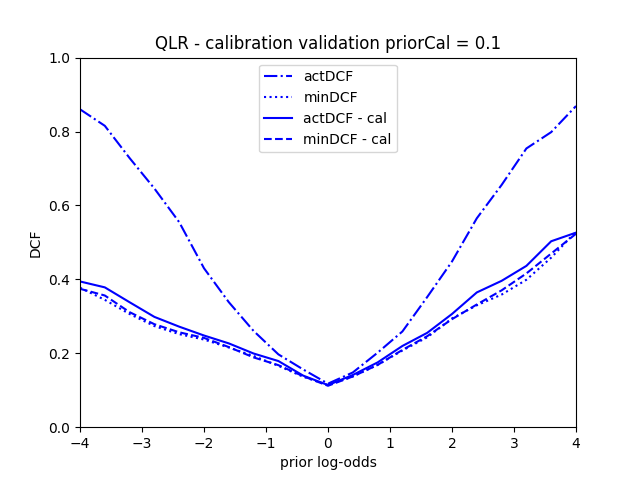 QLR - calibration validation priorCal = 0.1
actDCF
minDCF
actDCF - cal
minDCF - cal
1.0
0.8
0.6
0.4
0.2
0.0
DCF
−4 −3 −2 −1 0 1 2 3 4
prior log-odds